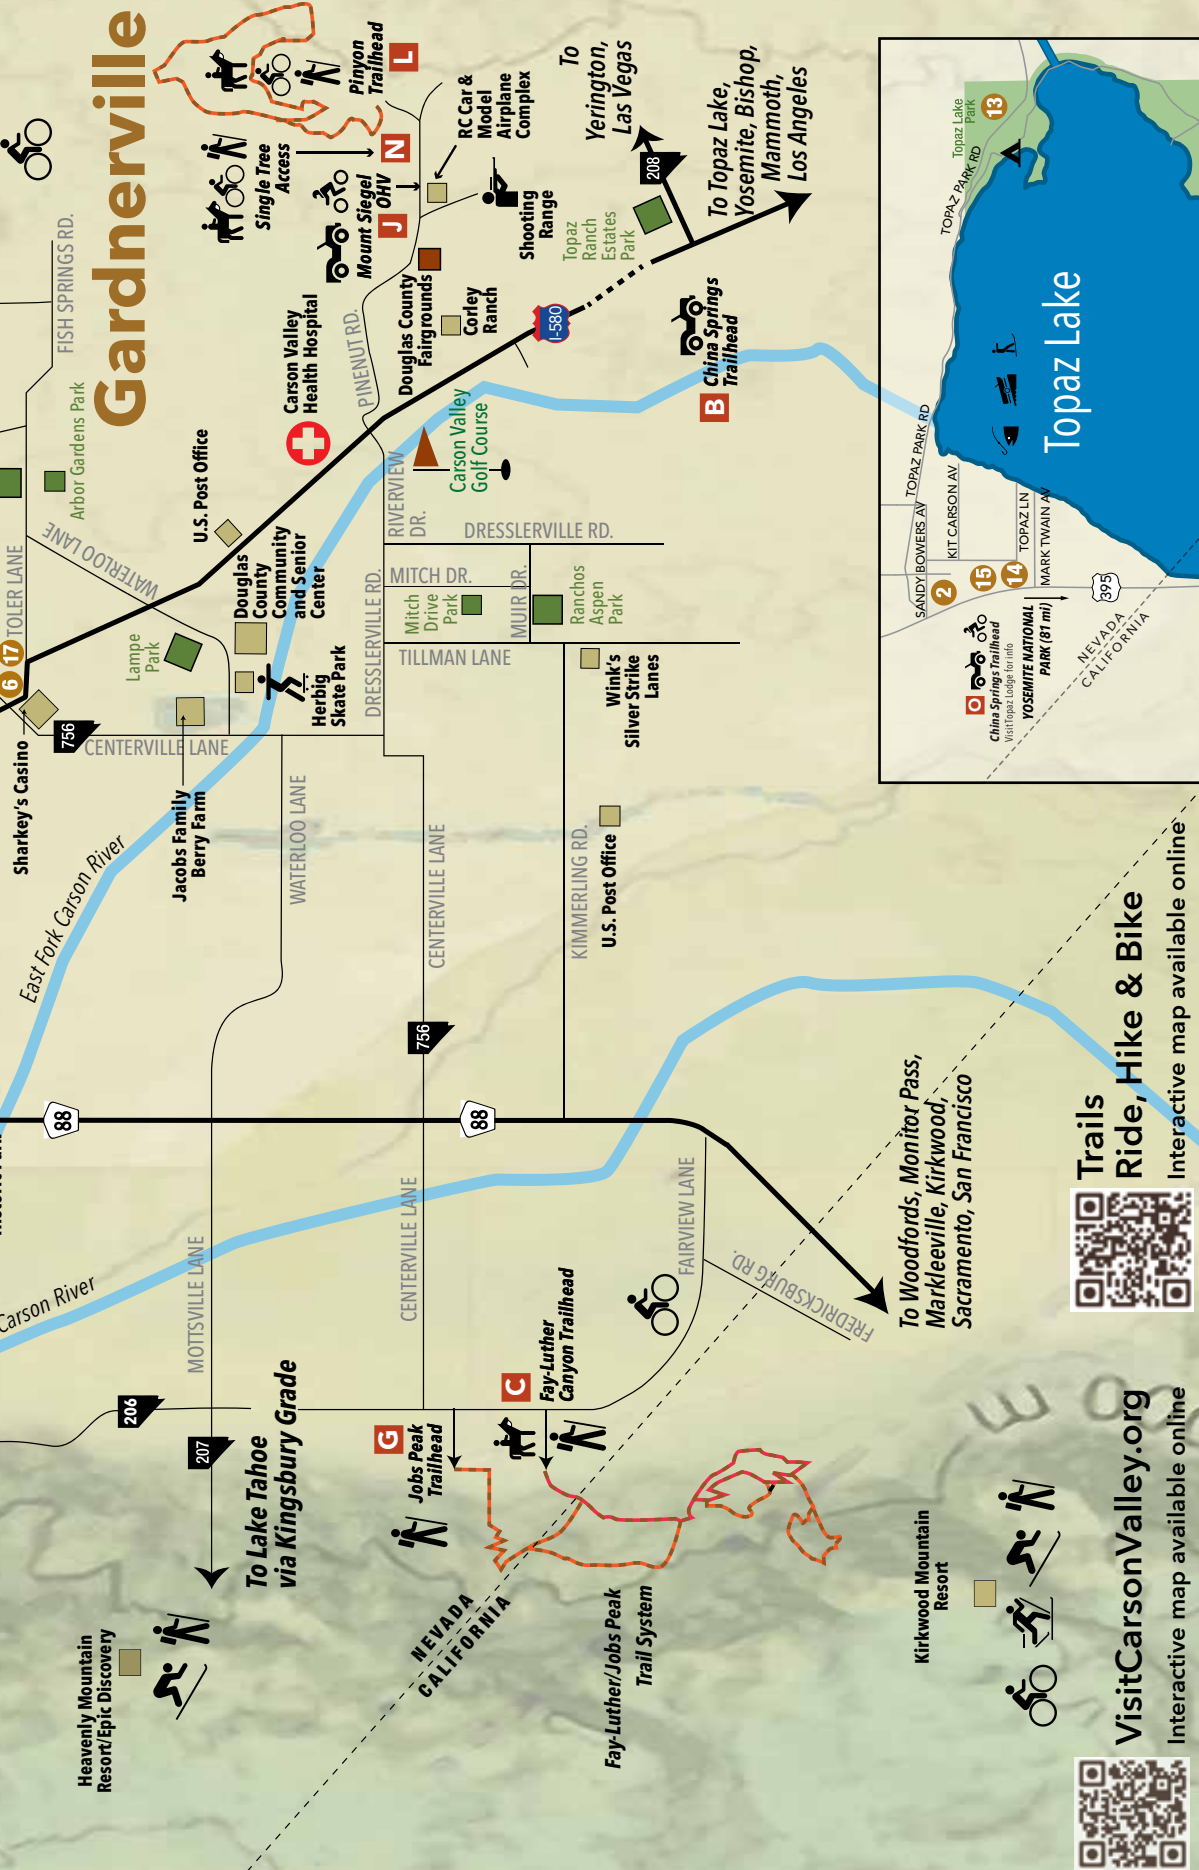 Gardnerville
FISH SPRINGS RD.
Arbor Gardens Park
TOLER LANE
WATERLOO LANE
6
17
Sharkey's Casino
756
CENTERVILLE LANE
Lampe
Park
Jacobs Family
Berry Farm
East Fork Carson River
U.S. Post Office
Carson Valley
Health Hospital
Douglas
County
Community
and Senior
Center
Herbig
Skate Park
Single Tree
Access
N
Pinyon
Trailhead
L
Mount Siegel
OHV
J
RC Car &
Model
Airplane
Complex
Shooting
Range
PINENUT RD.
Douglas County
Fairgrounds
Corley
Ranch
I-580
To
Yerington,
Las Vegas
208
Topaz
Ranch
Estates
Park
To Topaz Lake,
Yosemite, Bishop,
Mammoth,
Los Angeles
B
China Springs
Trailhead
Carson Valley
Golf Course
RIVERVIEW
DR.
DRESSLERVILLE RD.
DRESSLERVILLE RD.
MITCH DR.
Mitch
Drive
Park
MUIR DR.
Ranchos
Aspen
Park
TILLMAN LANE
Wink's
Silver Strike
Lanes
WATERLOO LANE
CENTERVILLE LANE
KIMMERLING RD.
U.S. Post Office
756
88
88
MOTTSVILLE LANE
CENTERVILLE LANE
FAIRVIEW LANE
FREDRICKSBURG RD.
Carson River
206
207
To Lake Tahoe
via Kingsbury Grade
Heavenly Mountain
Resort/Epic Discovery
G
Jobs Peak
Trailhead
C
Fay-Luther
Canyon Trailhead
NEVADA
CALIFORNIA
Fay-Luther/Jobs Peak
Trail System
To Woodfords, Monitor Pass,
Markleeville, Kirkwood,
Sacramento, San Francisco
Kirkwood Mountain
Resort
Topaz Lake
Topaz Lake
Park
13
TOPAZ PARK RD
TOPAZ PARK RD
SANDY BOWERS AV
KIT CARSON AV
TOPAZ LN
MARK TWAIN AV
2
15
14
O
China Springs Trailhead
Visit Topaz Lodge for info
YOSEMITE NATIONAL
PARK (81 mi)
395
NEVADA
CALIFORNIA
Trails
Ride, Hike & Bike
Interactive map available online
VisitCarsonValley.org
Interactive map available online